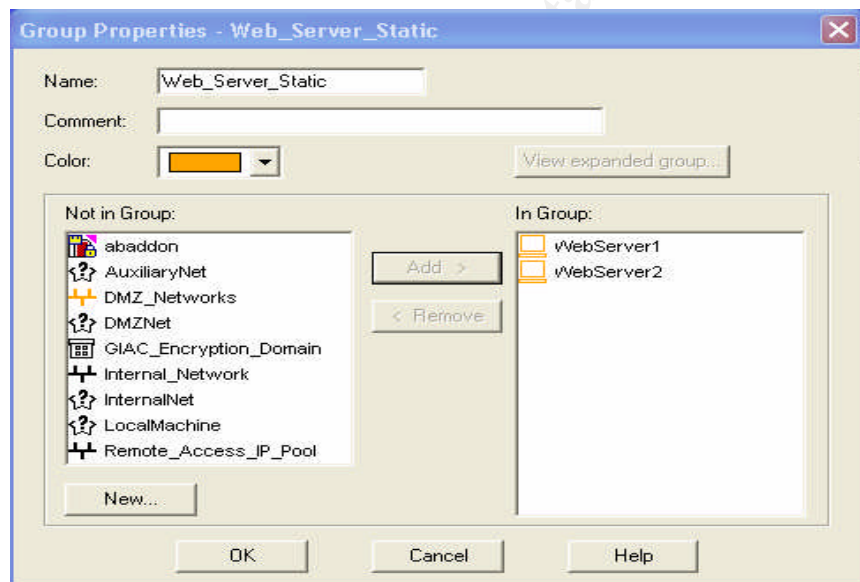 Group Properties - Web_Server_Static
Name: Web_Server_Static
Comment:
Color:
View expanded group...
Not in Group:
abaddon
AuxiliaryNet
DMZ_Networks
DMZNet
GIAC_Encryption_Domain
Internal_Network
InternalNet
LocalMachine
Remote_Access_IP_Pool
New...
Add >
< Remove
In Group:
WebServer1
WebServer2
OK
Cancel
Help